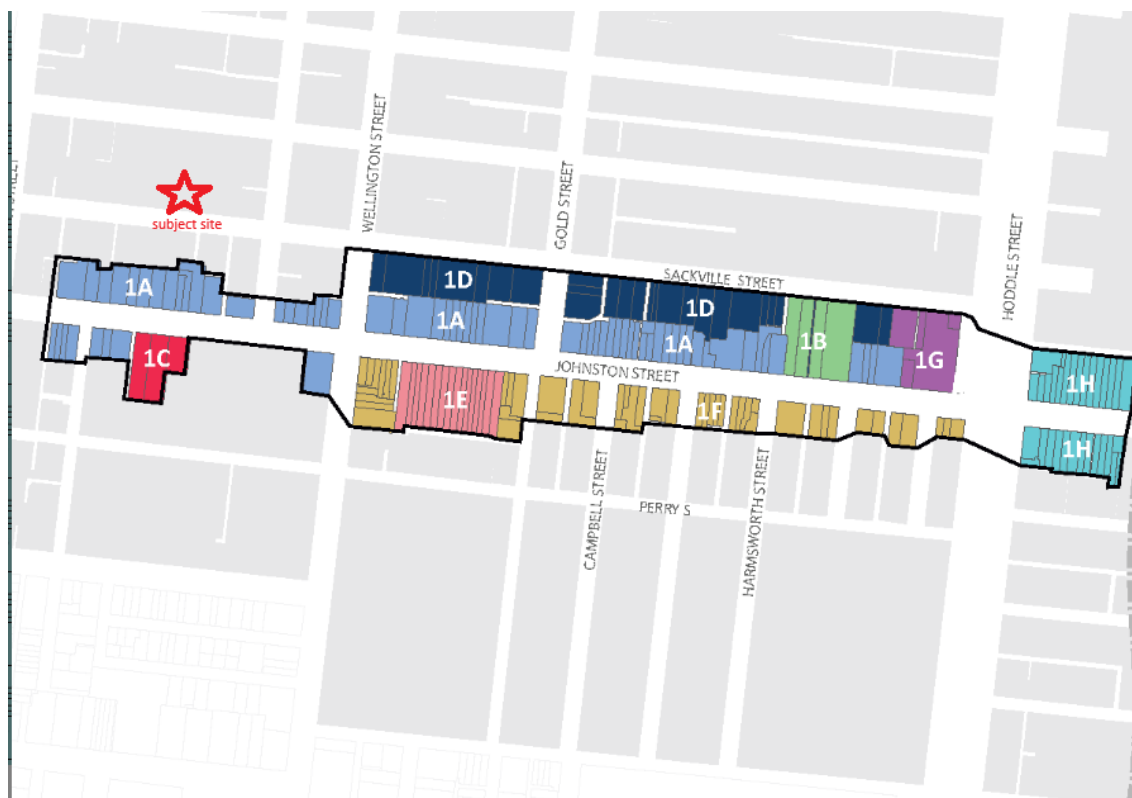 WELLINGTON STREET
GOLD STREET
HODDLE STREET
subject site
SACKVILLE STREET
1A
1D
1A
1D
1A
1B
1G
1H
1C
JOHNSTON STREET
1E
1F
1H
CAMPBELL STREET
HARMSWORTH STREET
PERRY S